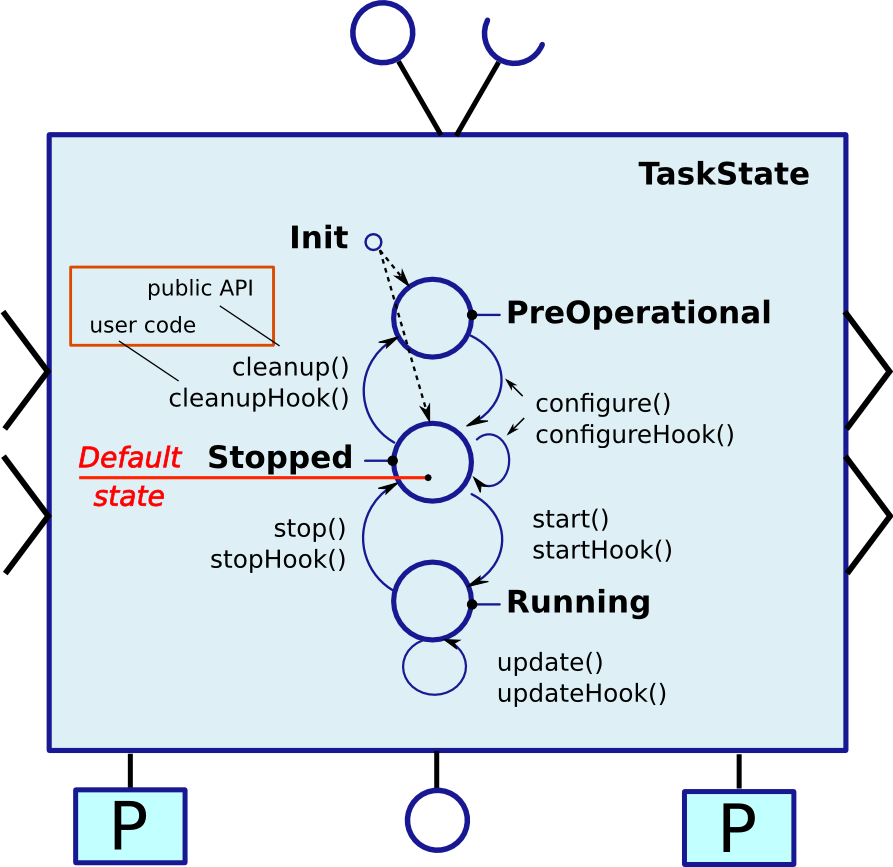 TaskState
Init
public API
user code
PreOperational
cleanup()
cleanupHook()
configure()
configureHook()
Default
state
Stopped
stop()
stopHook()
start()
startHook()
Running
update()
updateHook()
P
P